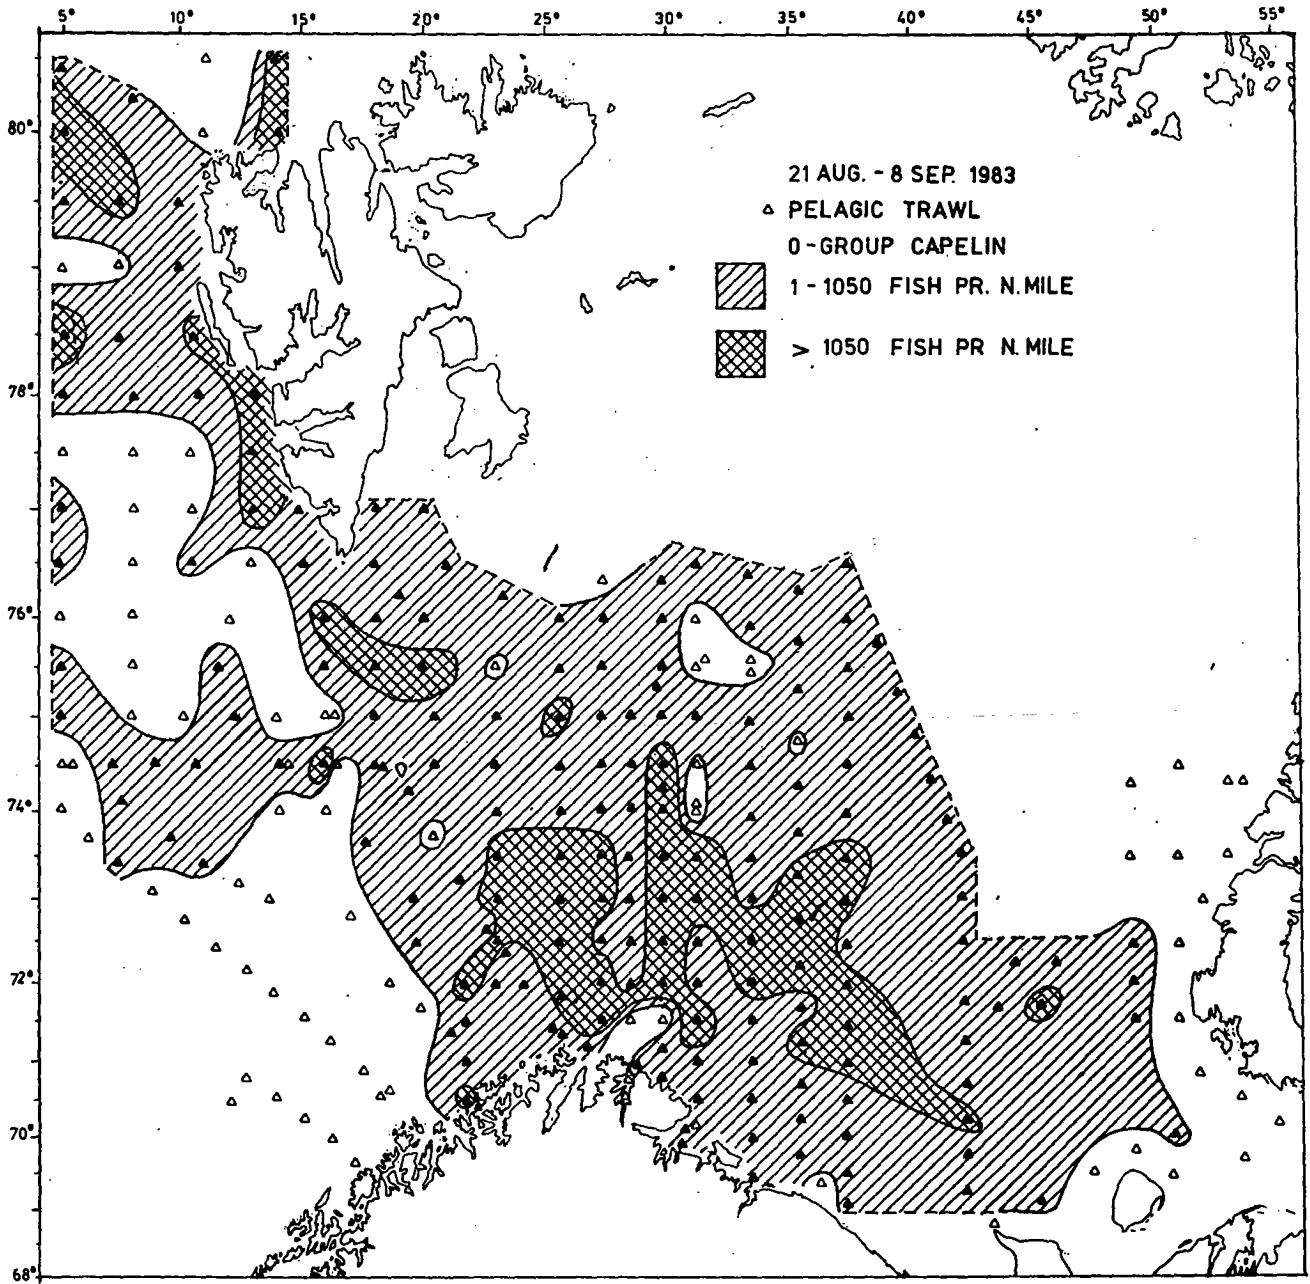 5° 10° 15° 20° 25° 30° 35° 40° 45° 50° 55°
80°
21 AUG. - 8 SEP. 1983
PELAGIC TRAWL
0-GROUP CAPELIN
1 - 1050 FISH PR. N. MILE
> 1050 FISH PR N. MILE
78°
76°
74°
72°
70°
68°